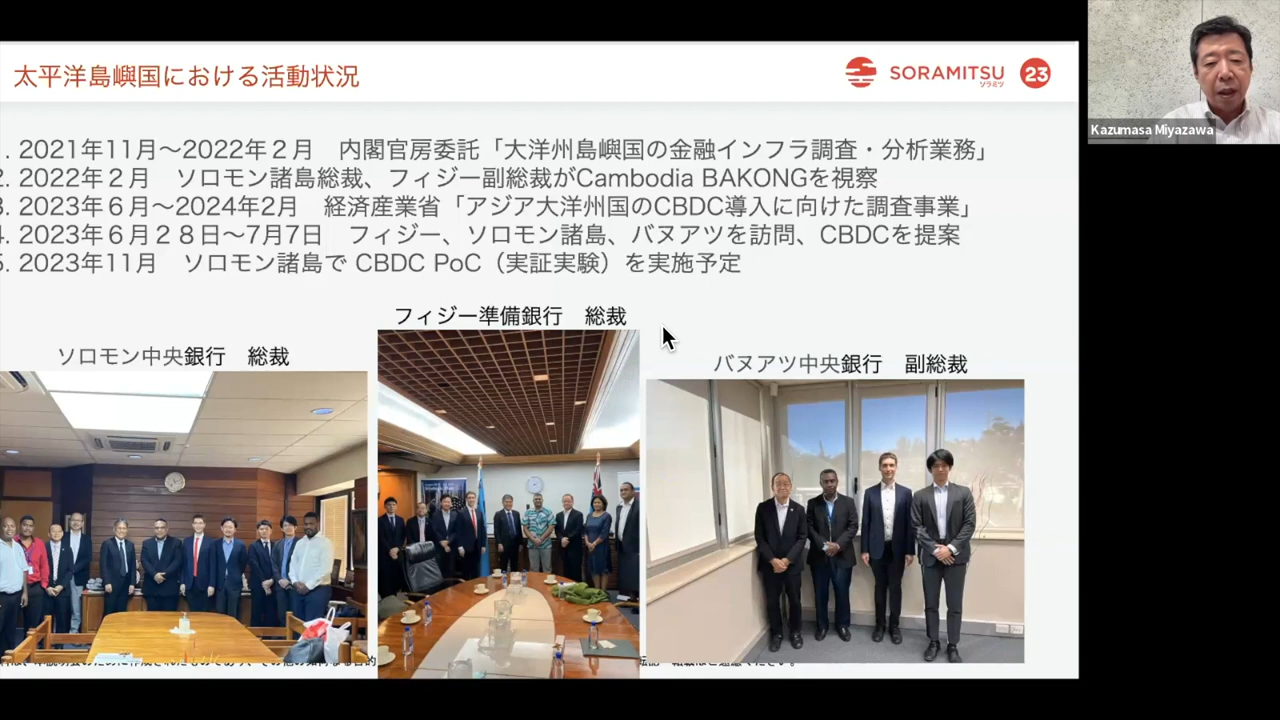 太平洋島嶼国における活動状況
SORAMITSU
ソラミツ
23
Kazumasa Miyazawa
. 2021年11月〜2022年２月　内閣官房委託「大洋州島嶼国の金融インフラ調査・分析業務」
2. 2022年２月　ソロモン諸島総裁、フィジー副総裁がCambodia BAKONGを視察
3. 2023年６月〜2024年2月　経済産業省「アジア大洋州国のCBDC導入に向けた調査事業」
4. 2023年６月２８日〜7月7日　フィジー、ソロモン諸島、バヌアツを訪問、CBDCを提案
5. 2023年11月　ソロモン諸島で CBDC PoC（実証実験）を実施予定
フィジー準備銀行　総裁
ソロモン中央銀行　総裁
バヌアツ中央銀行　副総裁